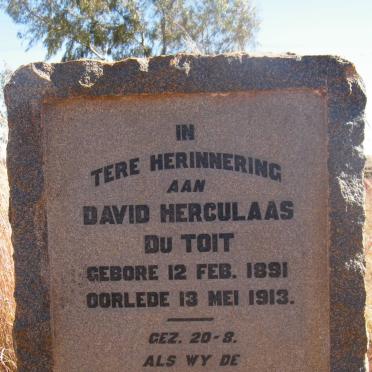 IN
TERE HERINNERING
AAN
DAVID HERCULAAS
DU TOIT
GEBORE 12 FEB. 1891
OORLEDE 13 MEI 1913.
GEZ. 20-8.
ALS WY DE